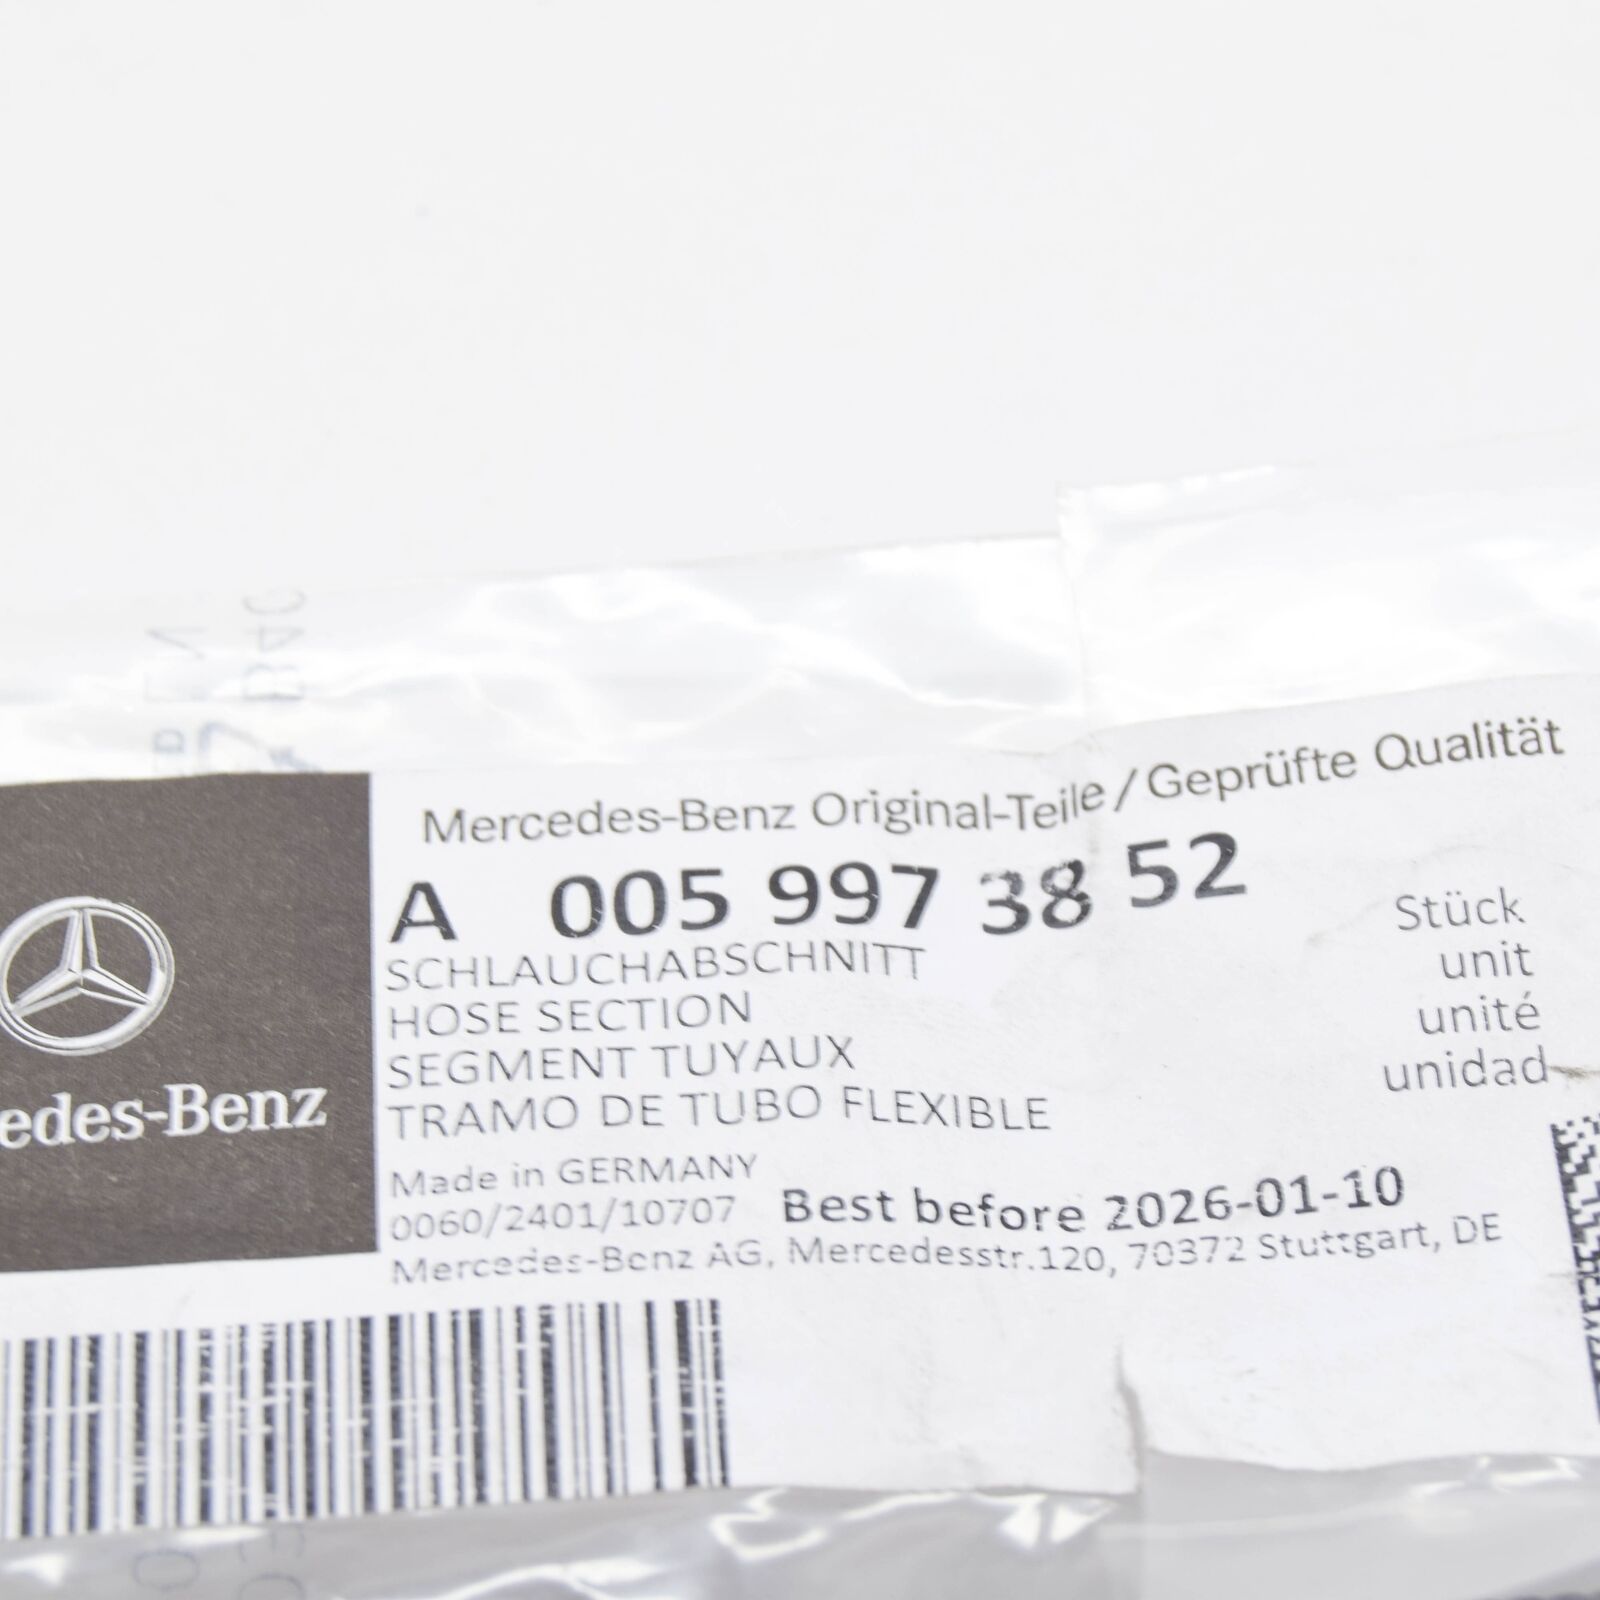 Mercedes-Benz Original-Teile/Geprüfte Qualität
A 005 997 38 52
SCHLAUCHABSCHNITT
HOSE SECTION
SEGMENT TUYAUX
TRAMO DE TUBO FLEXIBLE
Stück
unit
unité
unidad
edes-Benz
Made in GERMANY
0060/2401/10707 Best before 2026-01-10
Mercedes-Benz AG, Mercedesstr.120, 70372 Stuttgart, DE